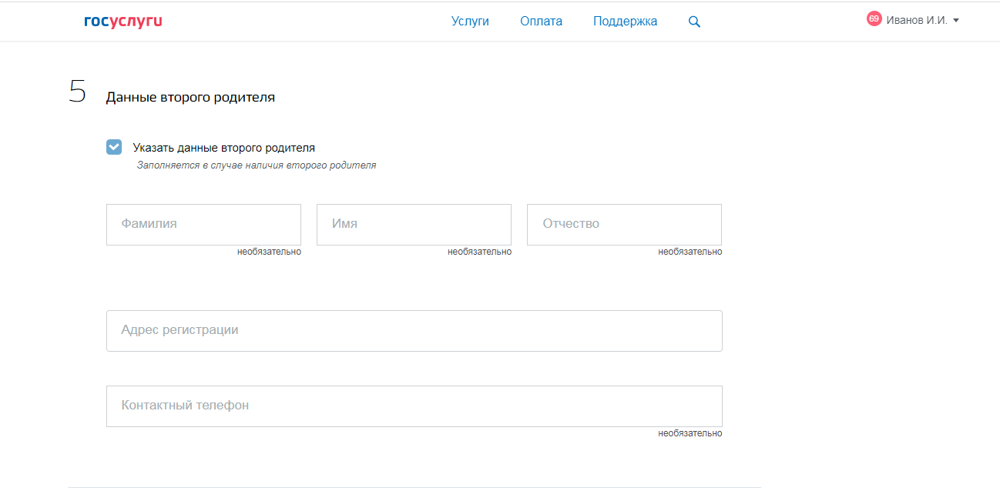 госуслуги Услуги Оплата Поддержка 69 Иванов И.И.
5 Данные второго родителя
Указать данные второго родителя
Заполняется в случае наличия второго родителя
Фамилия Имя Отчество
необязательно необязательно необязательно
Адрес регистрации
Контактный телефон
необязательно